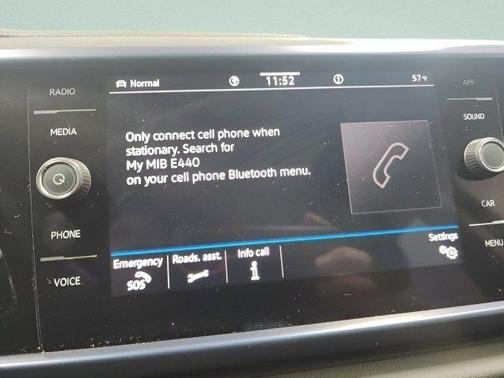 RADIO
MEDIA
PHONE
VOICE
Normal
11:52
57°F
Only connect cell phone when
stationary. Search for
My MIB E440
on your cell phone Bluetooth menu.
Settings
Emergency
SOS
Roads. asst.
Info call
i
APP
SOUND
CAR
MENU